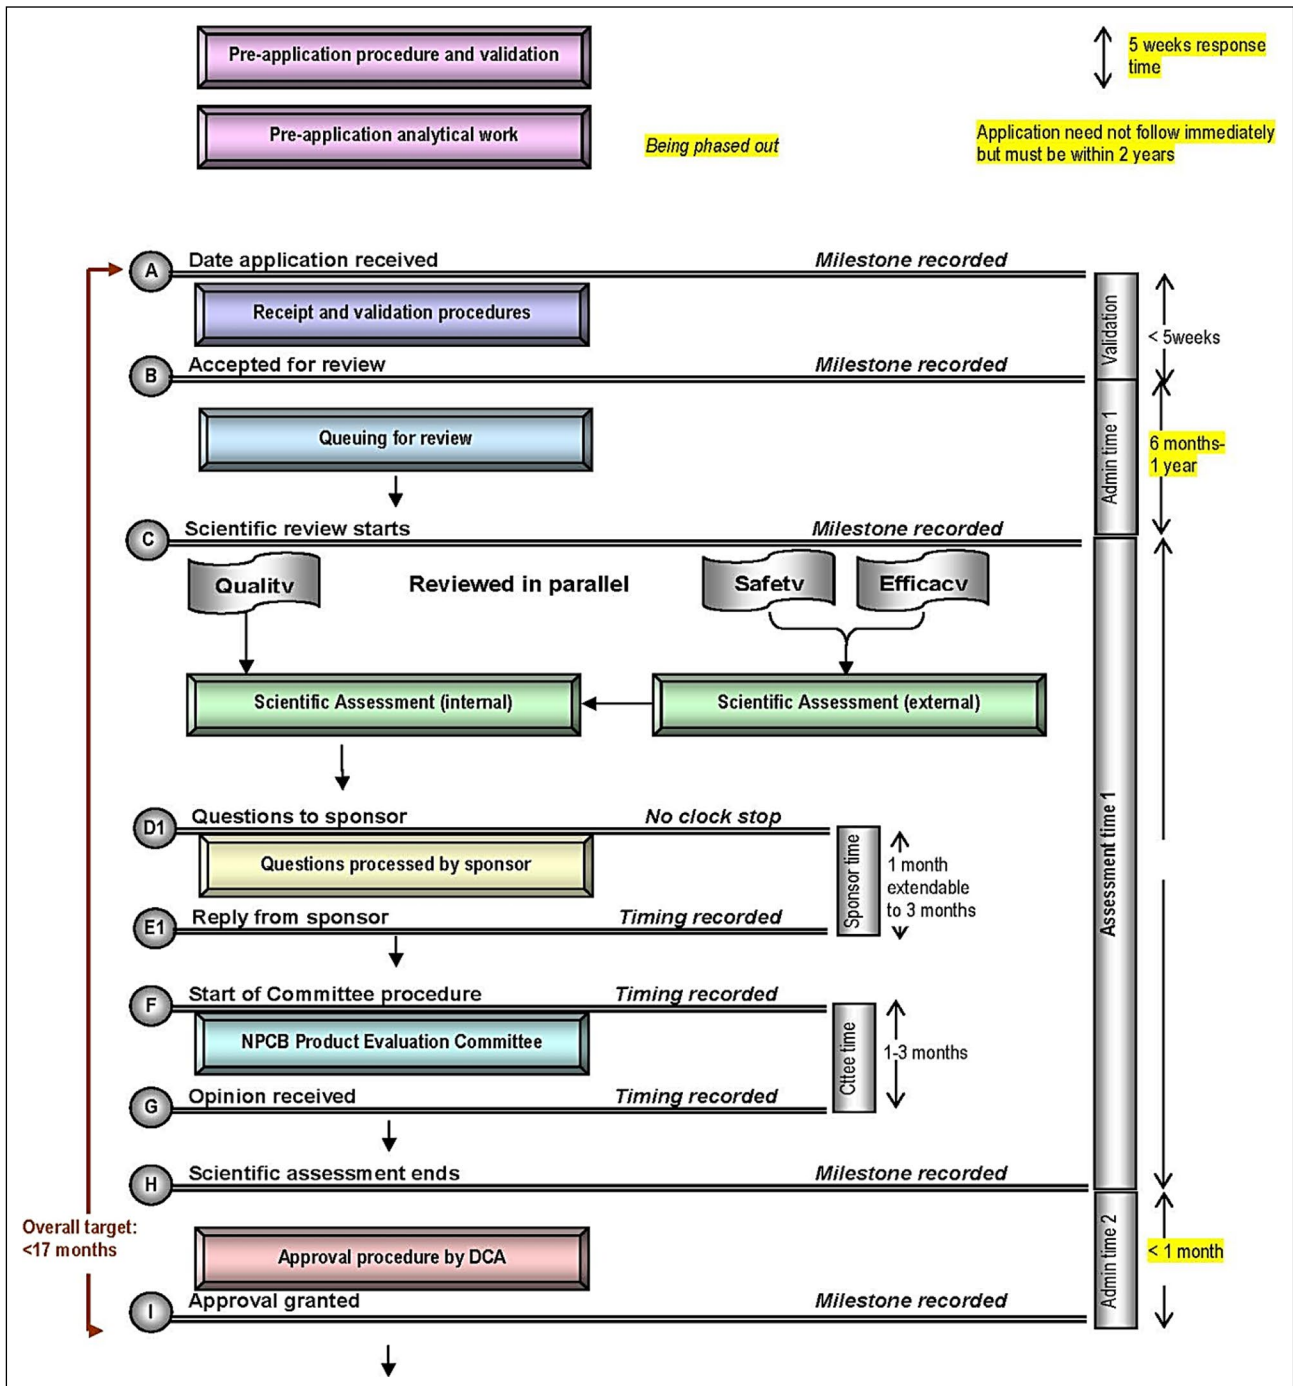 Pre-application procedure and validation
5 weeks response
time
Pre-application analytical work
Being phased out
Application need not follow immediately
but must be within 2 years
A
Date application received
Milestone recorded
Receipt and validation procedures
Validation
< 5weeks
B
Accepted for review
Milestone recorded
Queuing for review
Admin time 1
6 months-
1 year
C
Scientific review starts
Milestone recorded
Quality
Reviewed in parallel
Safety
Efficacy
Scientific Assessment (internal)
Scientific Assessment (external)
Assessment time 1
D1
Questions to sponsor
No clock stop
Questions processed by sponsor
Sponsor time
1 month
extendable
to 3 months
E1
Reply from sponsor
Timing recorded
F
Start of Committee procedure
Timing recorded
NPCB Product Evaluation Committee
Cttee time
1-3 months
G
Opinion received
Timing recorded
H
Scientific assessment ends
Milestone recorded
Overall target:
<17 months
Approval procedure by DCA
Admin time 2
< 1 month
I
Approval granted
Milestone recorded